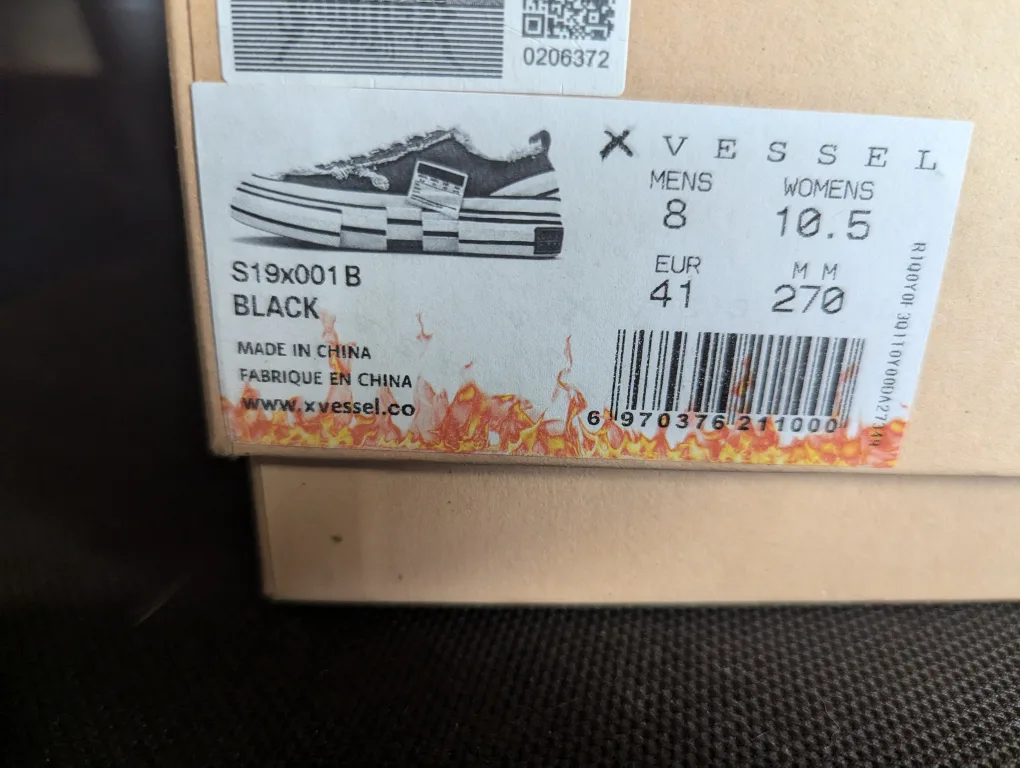 0206372
X VESSEL
MENS WOMENS
8 10.5
EUR MM
41 270
S19x001B
BLACK
MADE IN CHINA
FABRIQUE EN CHINA
www.xvessel.co
6 970376 211000